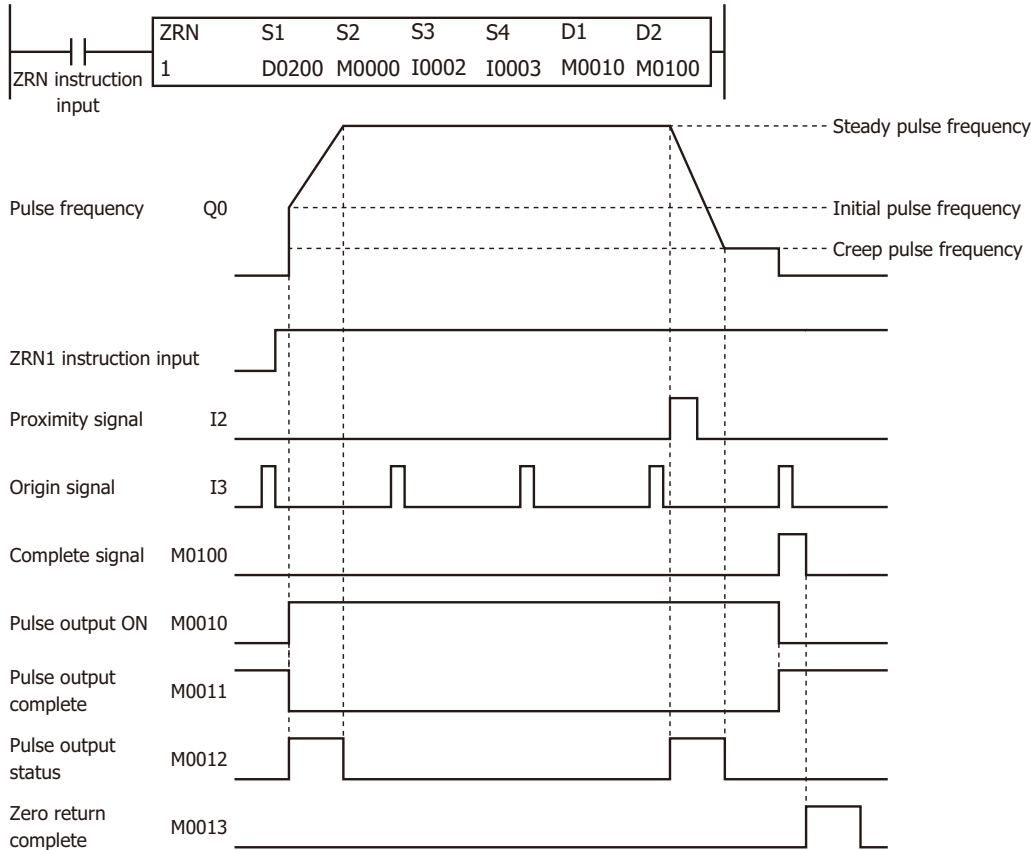 ZRN S1 S2 S3 S4 D1 D2
1 D0200 M0000 I0002 I0003 M0010 M0100
ZRN instruction
input
Steady pulse frequency
Pulse frequency Q0
Initial pulse frequency
Creep pulse frequency
ZRN1 instruction input
Proximity signal I2
Origin signal I3
Complete signal M0100
Pulse output ON M0010
Pulse output
complete M0011
Pulse output
status M0012
Zero return
complete M0013